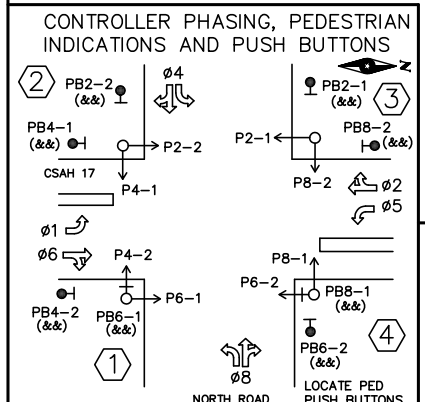 CONTROLLER PHASING, PEDESTRIAN
INDICATIONS AND PUSH BUTTONS
N
2
PB2-2
(&&)
ø4
PB2-1
(&&)
3
PB4-1
(&&)
P2-2
P2-1
PB8-2
(&&)
CSAH 17
P4-1
P8-2
ø2
ø5
ø1
ø6
P4-2
P8-1
P6-2
PB4-2
(&&)
PB6-1
(&&)
P6-1
PB8-1
(&&)
1
PB6-2
(&&)
4
ø8
NORTH ROAD
LOCATE PED
PUSH BUTTONS